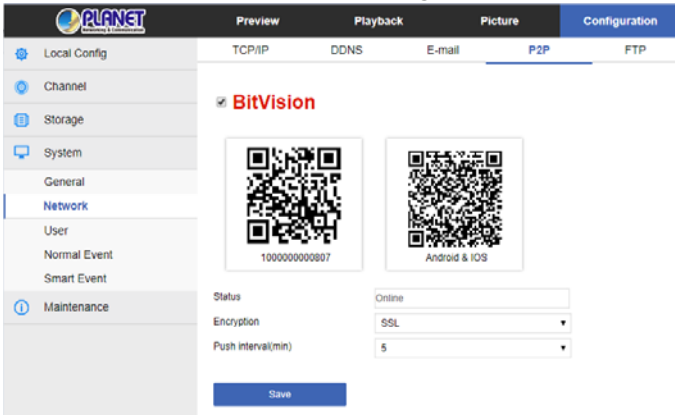 PLANET
Networking & Communication
Preview Playback Picture Configuration
TCP/IP DDNS E-mail P2P FTP
Local Config
Channel
Storage
System
General
Network
User
Normal Event
Smart Event
Maintenance
BitVision
1000000000807 Android & IOS
Status Online
Encryption SSL
Push interval(min) 5
Save